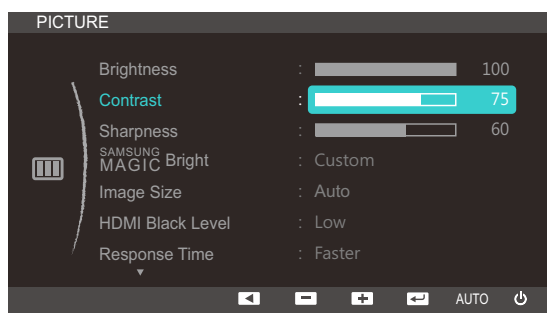 PICTURE
Brightness : 100
Contrast : 75
Sharpness : 60
SAMSUNG MAGIC Bright : Custom
Image Size : Auto
HDMI Black Level : Low
Response Time : Faster
AUTO